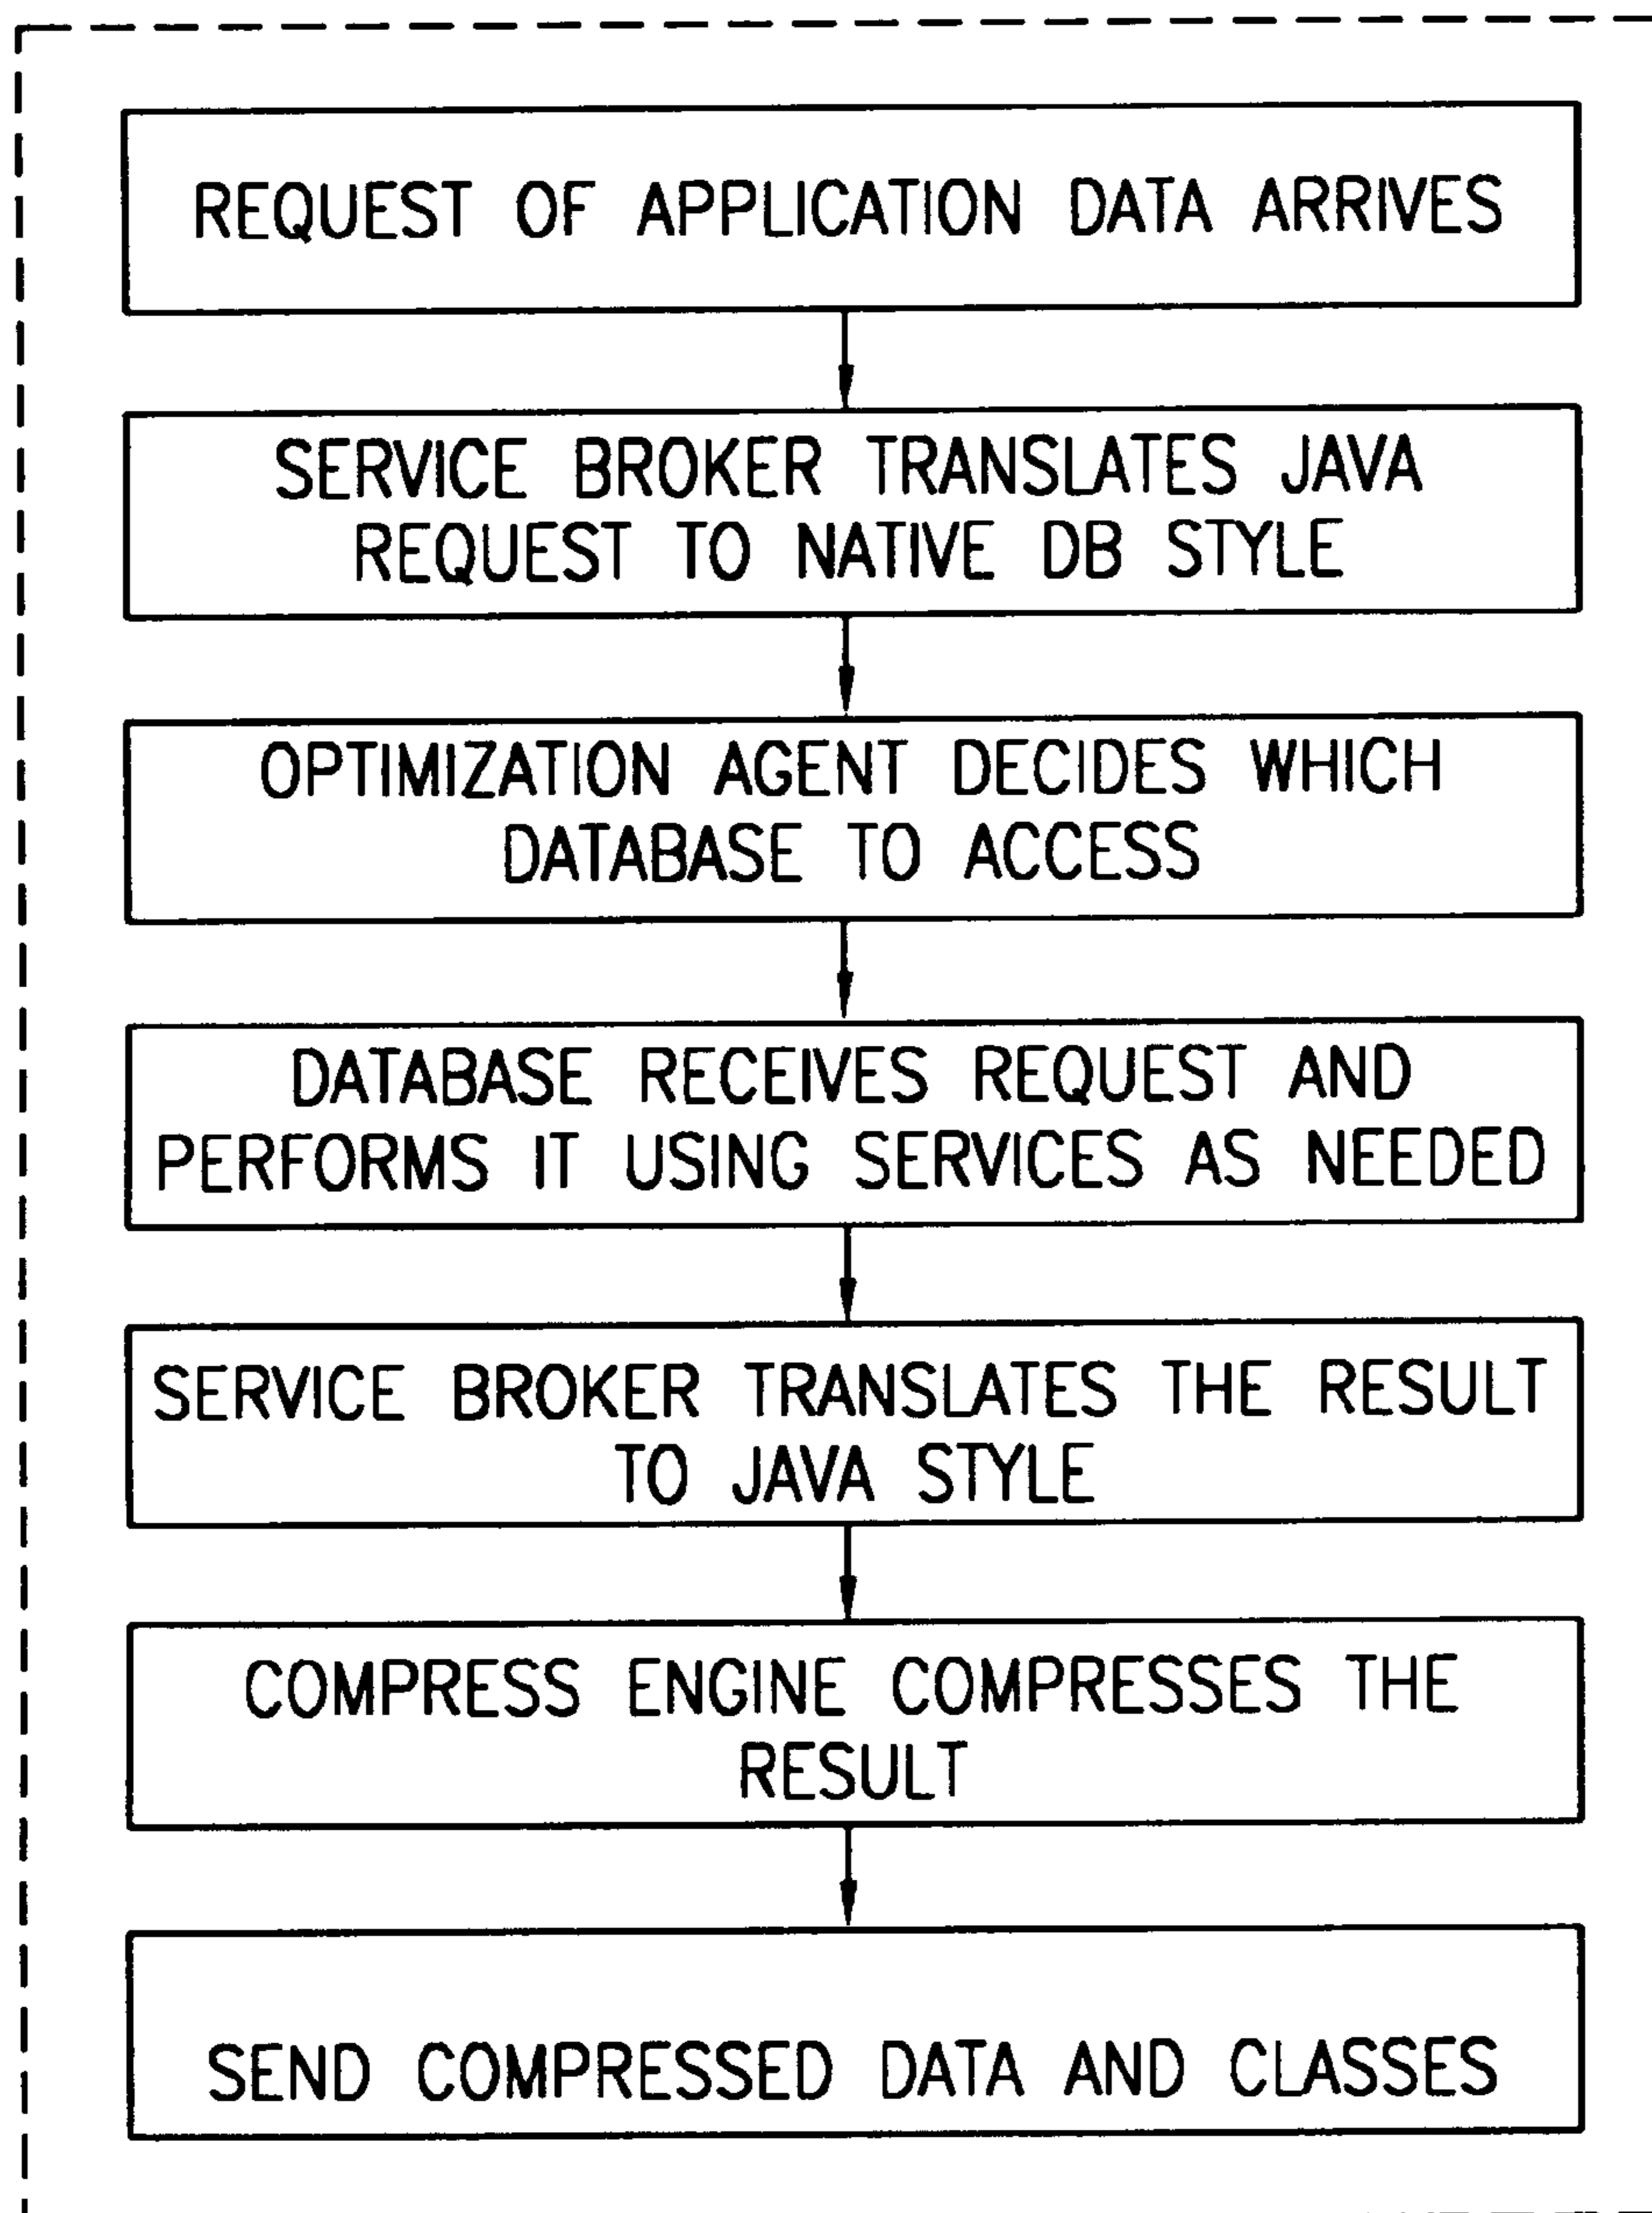 REQUEST OF APPLICATION DATA ARRIVES
SERVICE BROKER TRANSLATES JAVA
REQUEST TO NATIVE DB STYLE
OPTIMIZATION AGENT DECIDES WHICH
DATABASE TO ACCESS
DATABASE RECEIVES REQUEST AND
PERFORMS IT USING SERVICES AS NEEDED
SERVICE BROKER TRANSLATES THE RESULT
TO JAVA STYLE
COMPRESS ENGINE COMPRESSES THE
RESULT
SEND COMPRESSED DATA AND CLASSES